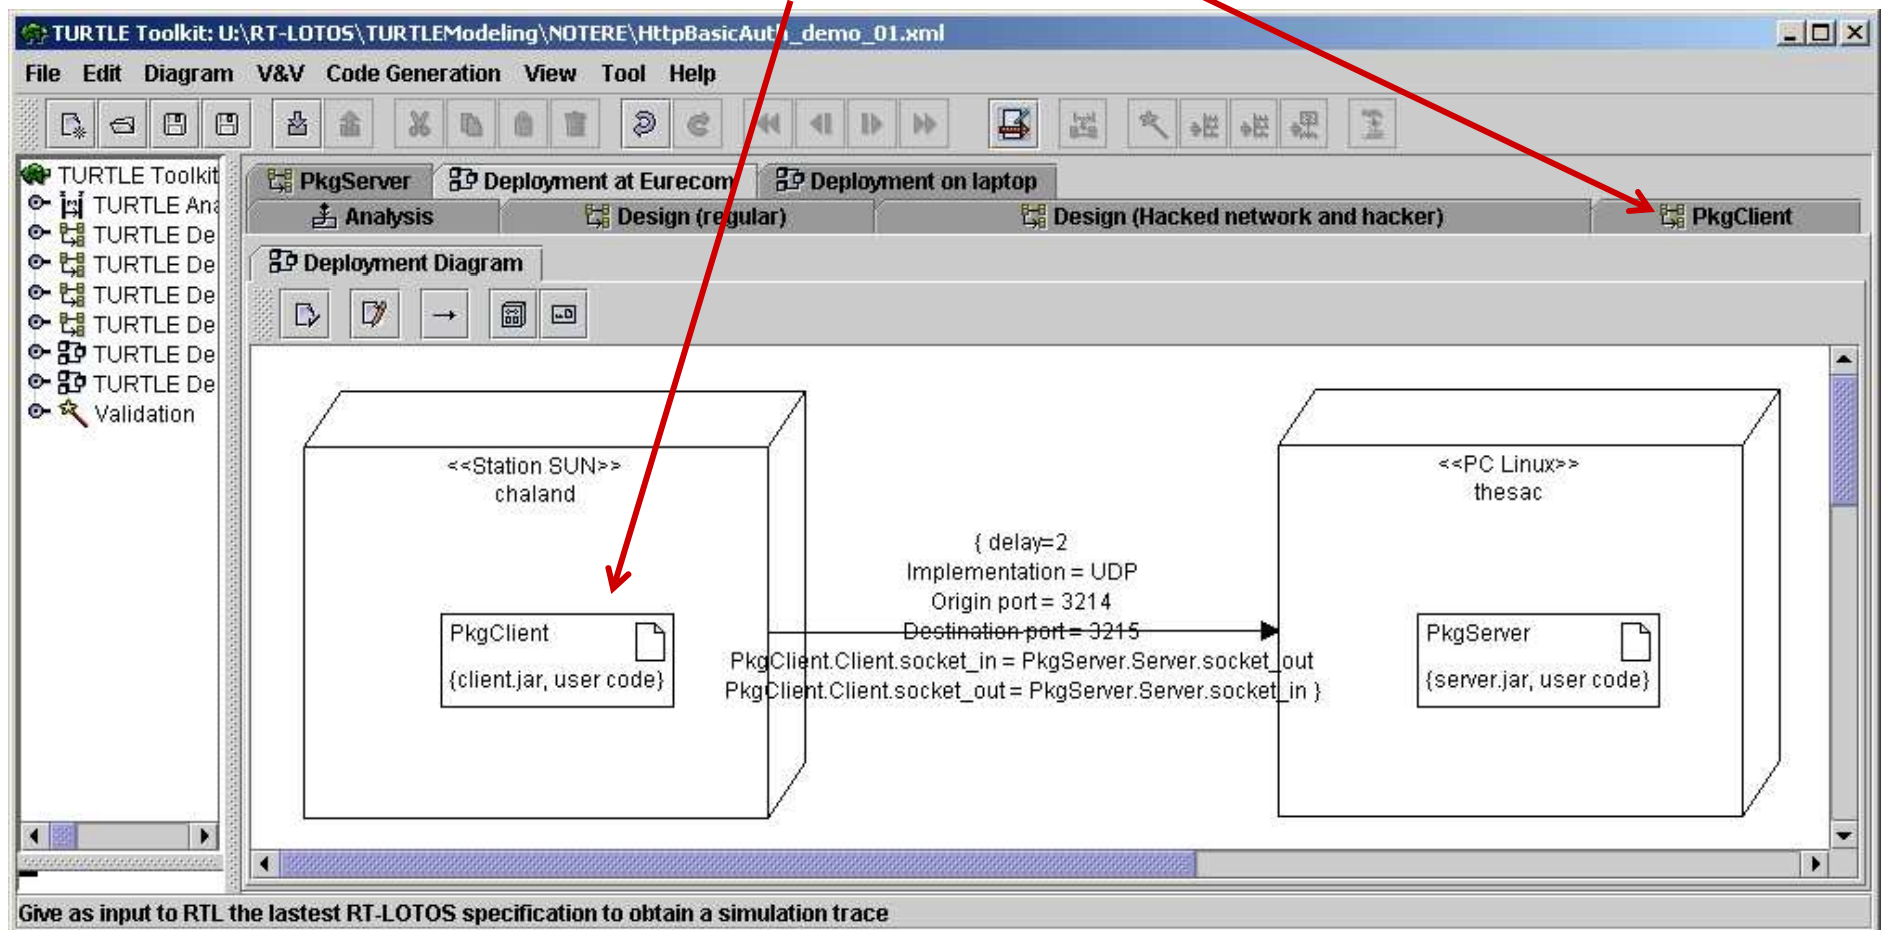 TURTLE Toolkit: U:\RT-LOTOS\TURTLEModeling\NOTERE\HttpBasicAuth_demo_01.xml
File Edit Diagram V&V Code Generation View Tool Help
TURTLE Toolkit
TURTLE Ana
TURTLE De
TURTLE De
TURTLE De
TURTLE De
TURTLE De
TURTLE De
Validation
PkgServer Deployment at Eurecom Deployment on laptop
Analysis Design (regular) Design (Hacked network and hacker) PkgClient
Deployment Diagram
<<Station SUN>>
chaland
PkgClient
{client.jar, user code}
{ delay=2
Implementation = UDP
Origin port = 3214
Destination port = 3215
PkgClient.Client.socket_in = PkgServer.Server.socket_out
PkgClient.Client.socket_out = PkgServer.Server.socket_in }
<<PC Linux>>
thesac
PkgServer
{server.jar, user code}
Give as input to RTL the lastest RT-LOTOS specification to obtain a simulation trace